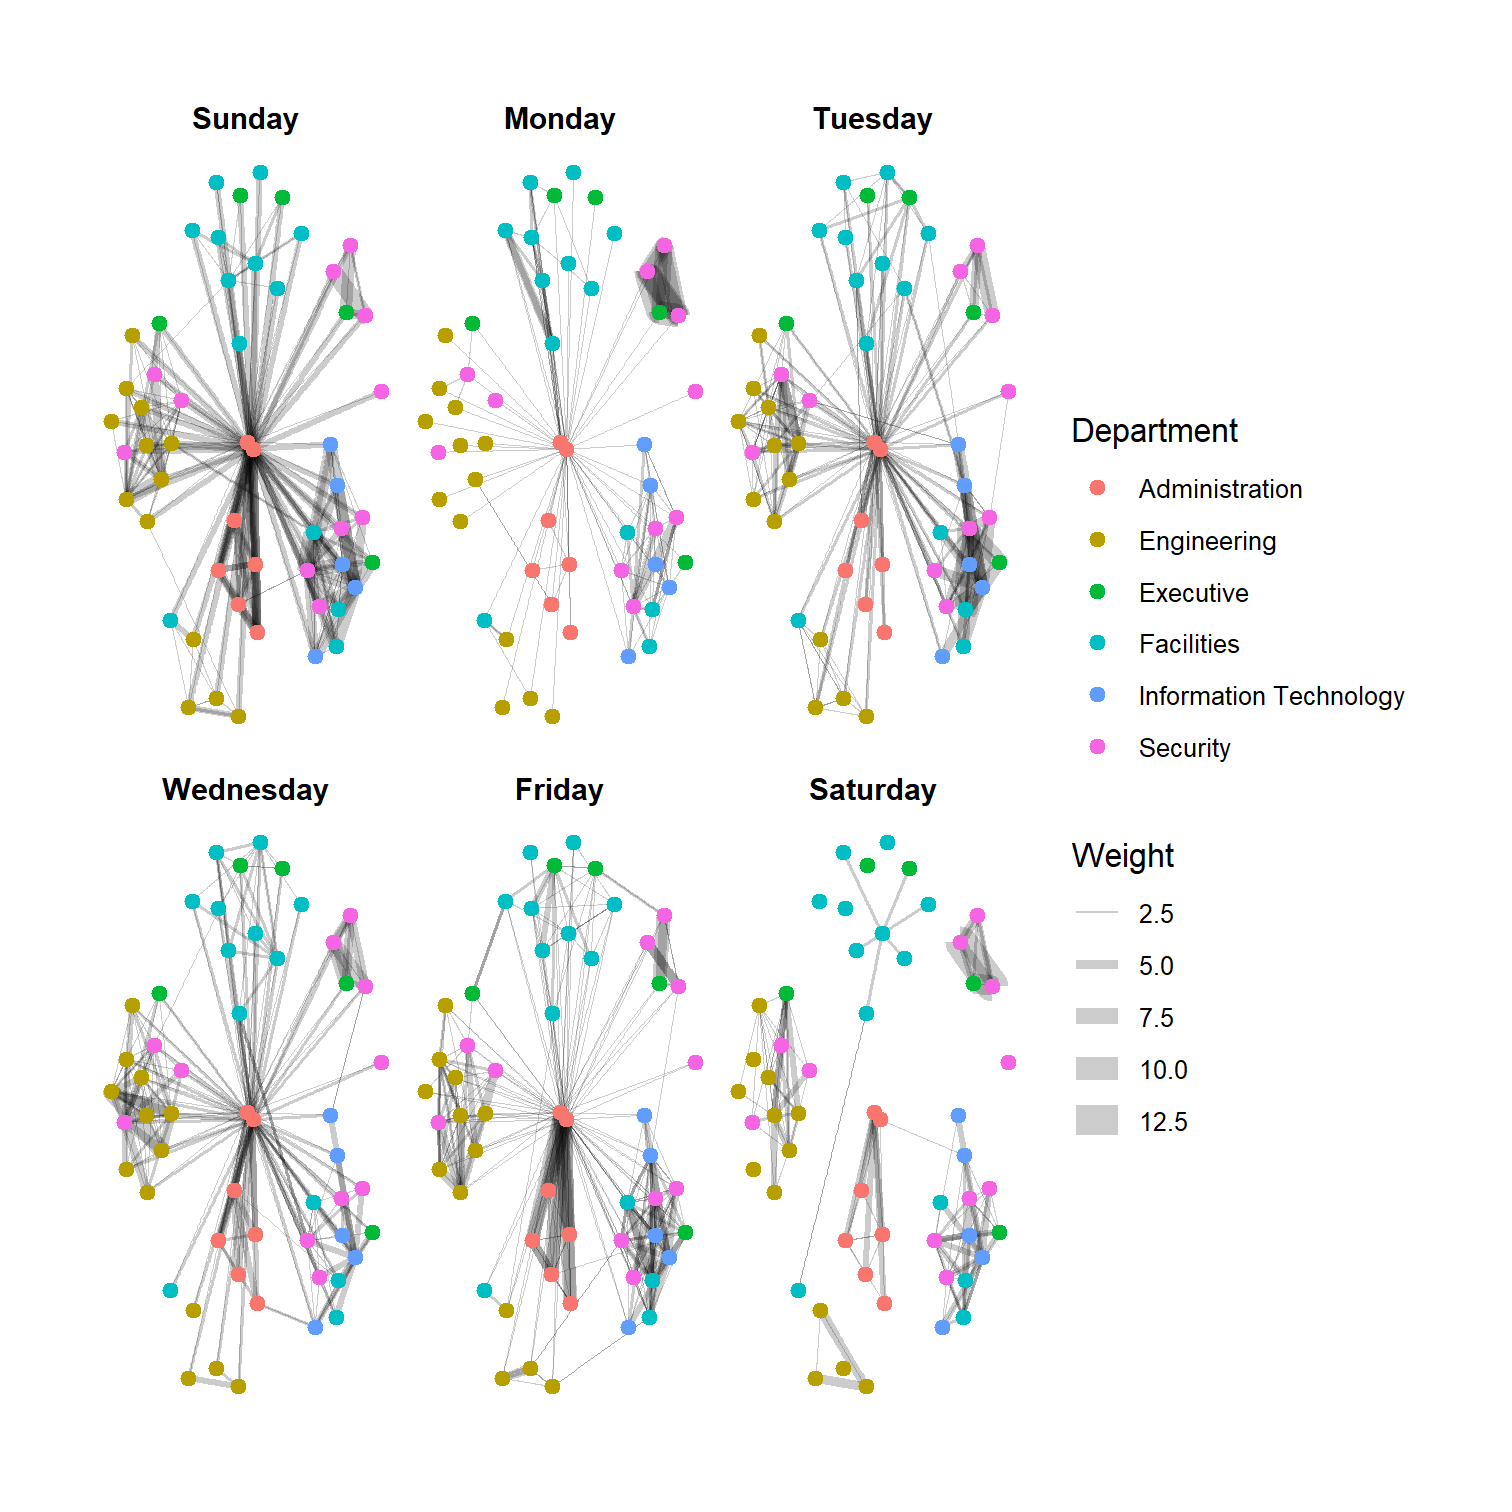 Sunday
Monday
Tuesday
Wednesday
Friday
Saturday
Department
Administration
Engineering
Executive
Facilities
Information Technology
Security
Weight
2.5
5.0
7.5
10.0
12.5